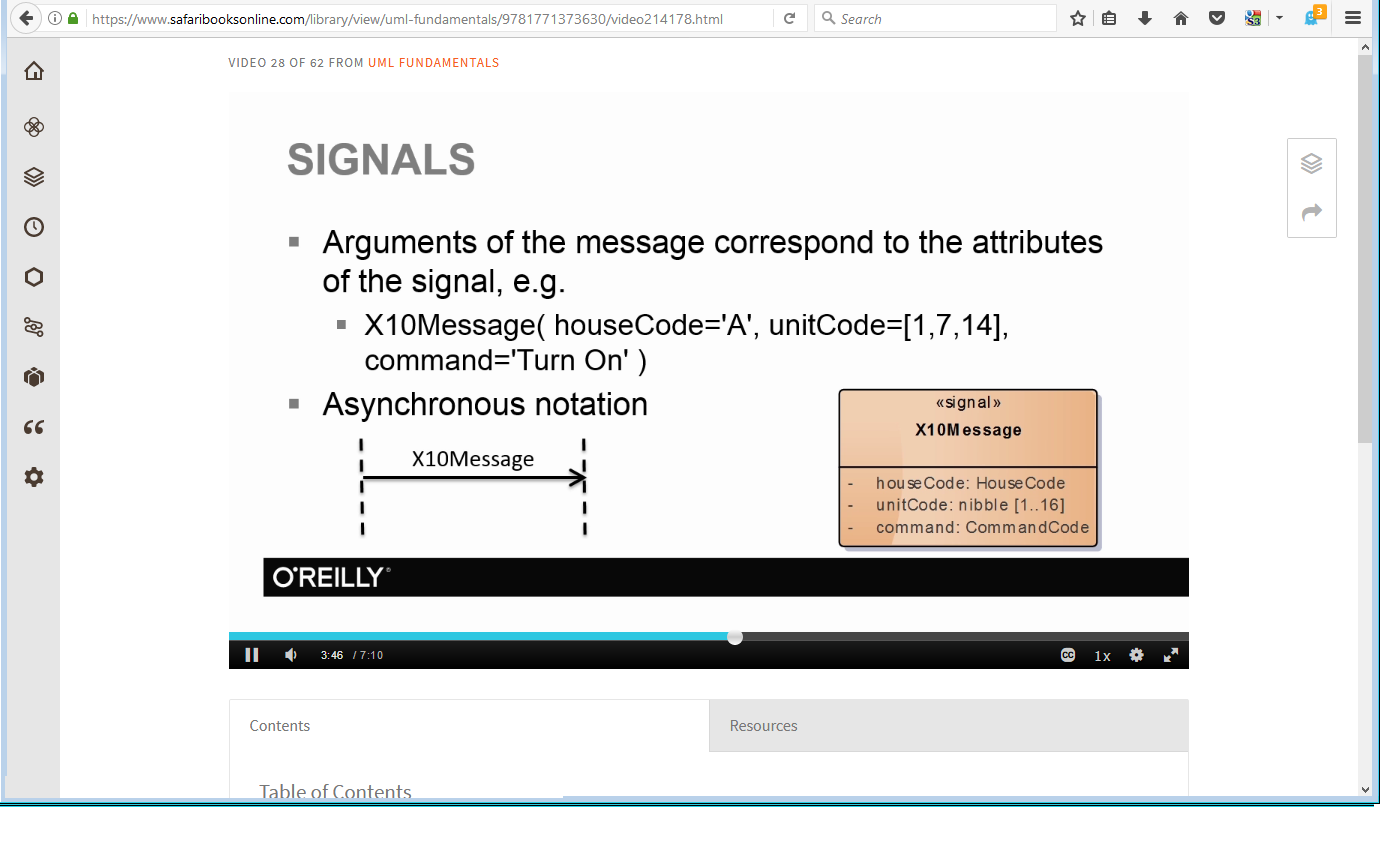 https://www.safaribooksonline.com/library/view/uml-fundamentals/9781771373630/video214178.html
Search
3
VIDEO 28 OF 62 FROM UML FUNDAMENTALS
SIGNALS
Arguments of the message correspond to the attributes
of the signal, e.g.
X10Message( houseCode='A', unitCode=[1,7,14],
command='Turn On' )
Asynchronous notation
X10Message
«signal»
X10Message
- houseCode: HouseCode
- unitCode: nibble [1..16]
- command: CommandCode
O'REILLY®
3:46 / 7:10
CC 1x
Contents
Resources
Table of Contents